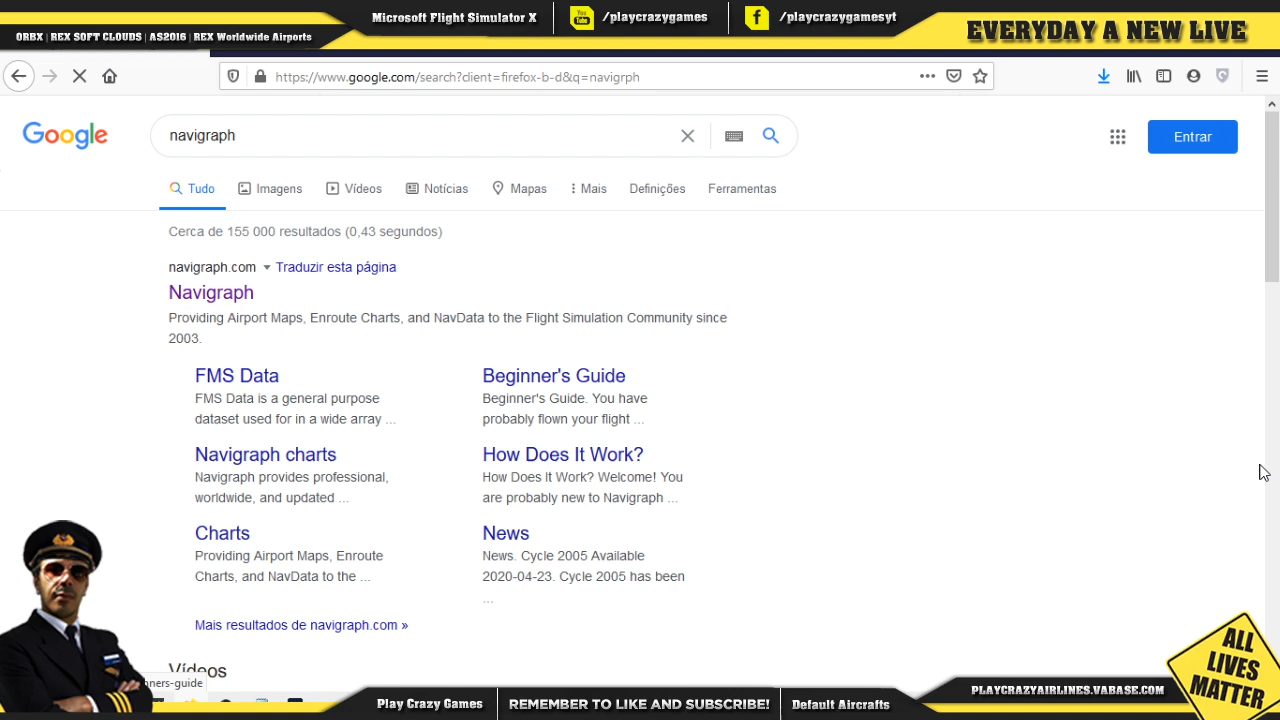 Microsoft Flight Simulator X
You Tube
/playcrazygames
f
/playcrazygamesyt
EVERYDAY A NEW LIVE
ORBX | REX SOFT CLOUDS | AS2016 | REX Worldwide Airports
https://www.google.com/search?client=firefox-b-d&q=navigrph
Google
navigraph
Entrar
Tudo
Imagens
Vídeos
Notícias
Mapas
Mais
Definições
Ferramentas
Cerca de 155 000 resultados (0,43 segundos)
navigraph.com
Traduzir esta página
Navigraph
Providing Airport Maps, Enroute Charts, and NavData to the Flight Simulation Community since
2003.
FMS Data
FMS Data is a general purpose
dataset used for in a wide array ...
Beginner's Guide
Beginner's Guide. You have
probably flown your flight ...
Navigraph charts
Navigraph provides professional,
worldwide, and updated ...
How Does It Work?
How Does It Work? Welcome! You
are probably new to Navigraph ...
Charts
Providing Airport Maps, Enroute
Charts, and NavData to the ...
News
News. Cycle 2005 Available
2020-04-23. Cycle 2005 has been
...
Mais resultados de navigraph.com »
Vídeos
nners-guide
ALL
LIVES
MATTER
PLAYCRAZYAIRLINES.VABASE.COM
Play Crazy Games
REMEMBER TO LIKE AND SUBSCRIBE!
Default Aircrafts